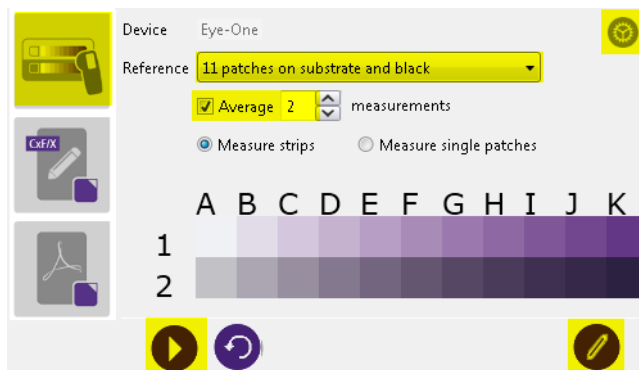 Device Eye-One
Reference 11 patches on substrate and black
Average 2 measurements
CxF/X
Measure strips Measure single patches
A B C D E F G H I J K
1
2